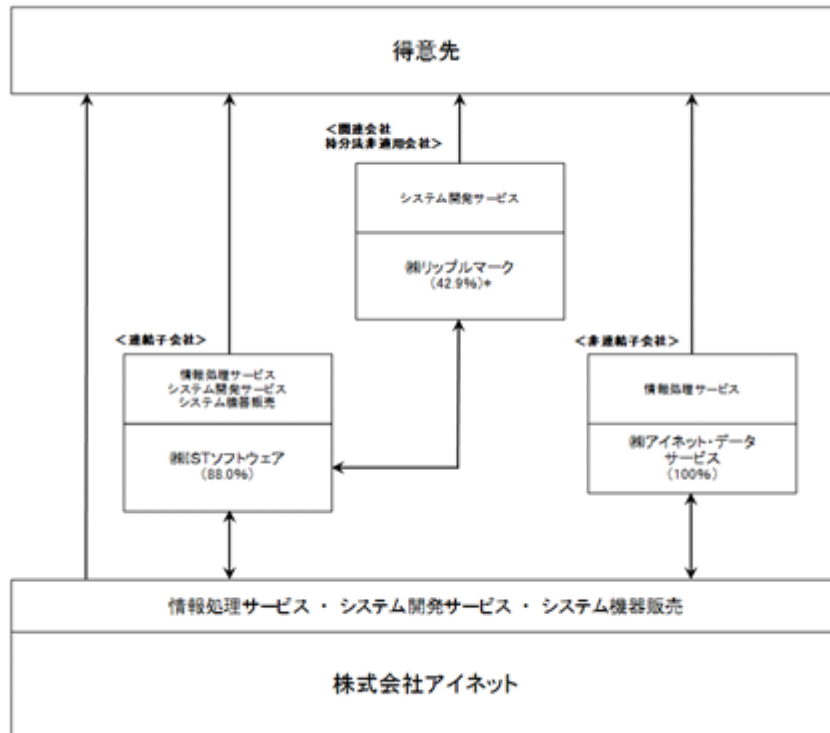 得意先
<関連会社
持分法非適用会社>
システム開発サービス
㈱リップルマーク
(42.9%)*
<連結子会社>
情報処理サービス
システム開発サービス
システム機器販売
㈱ISTソフトウェア
(88.0%)
<非連結子会社>
情報処理サービス
㈱アイネット・データ
サービス
(100%)
情報処理サービス ・ システム開発サービス ・ システム機器販売
株式会社アイネット